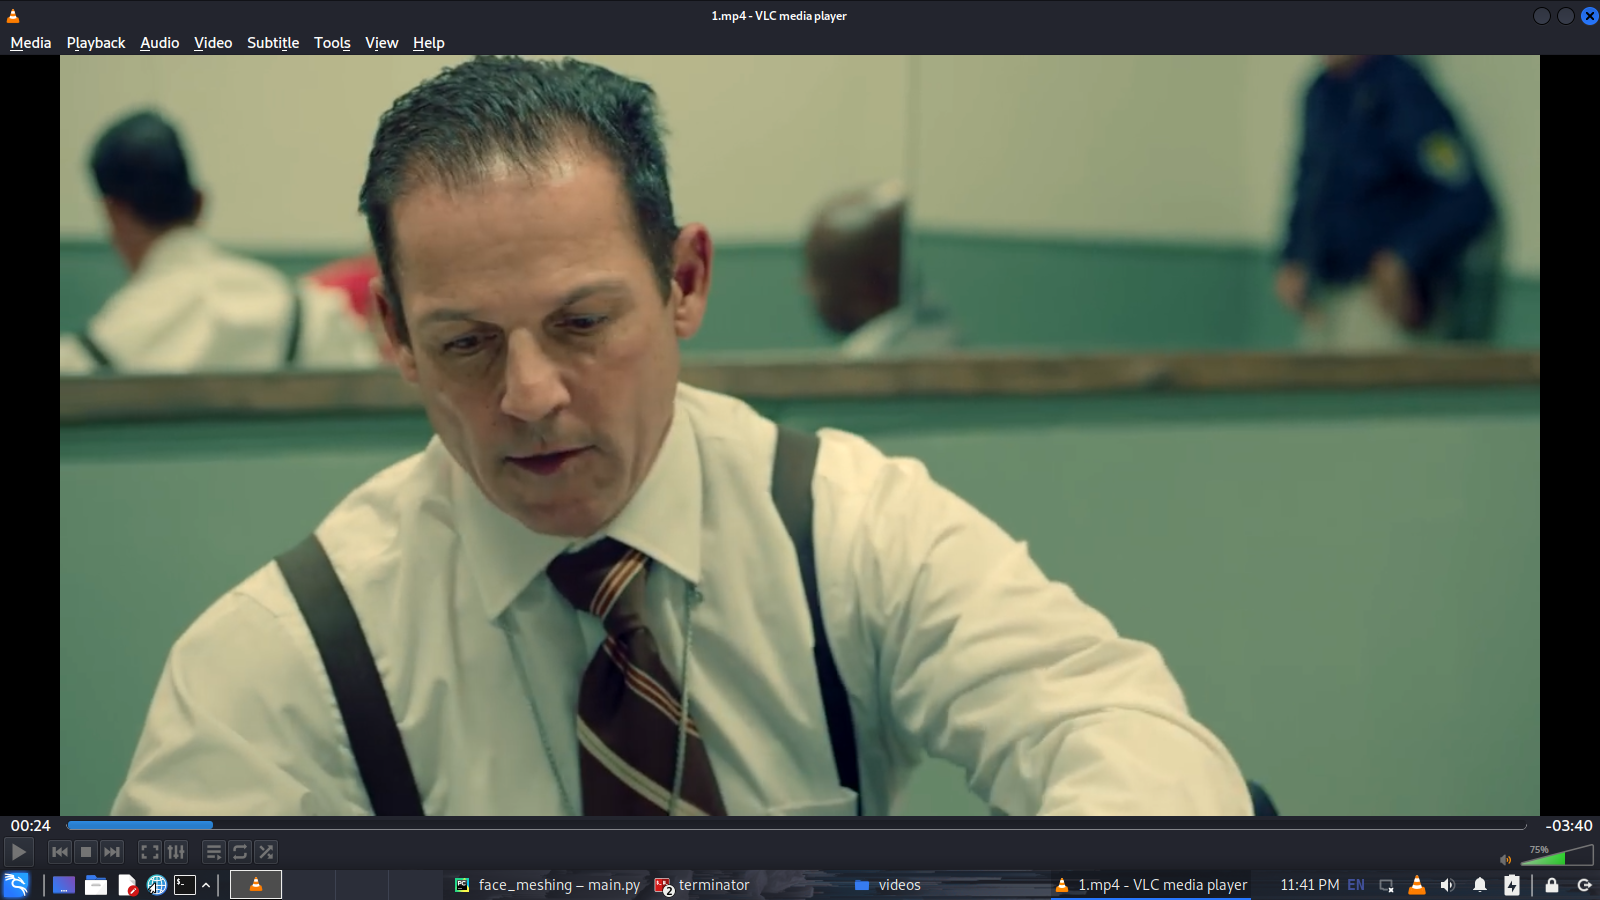 1.mp4 - VLC media player
Media Playback Audio Video Subtitle Tools View Help
00:24
-03:40
75%
face_meshing – main.py
2
terminator
videos
1.mp4 - VLC media player
11:41 PM
EN